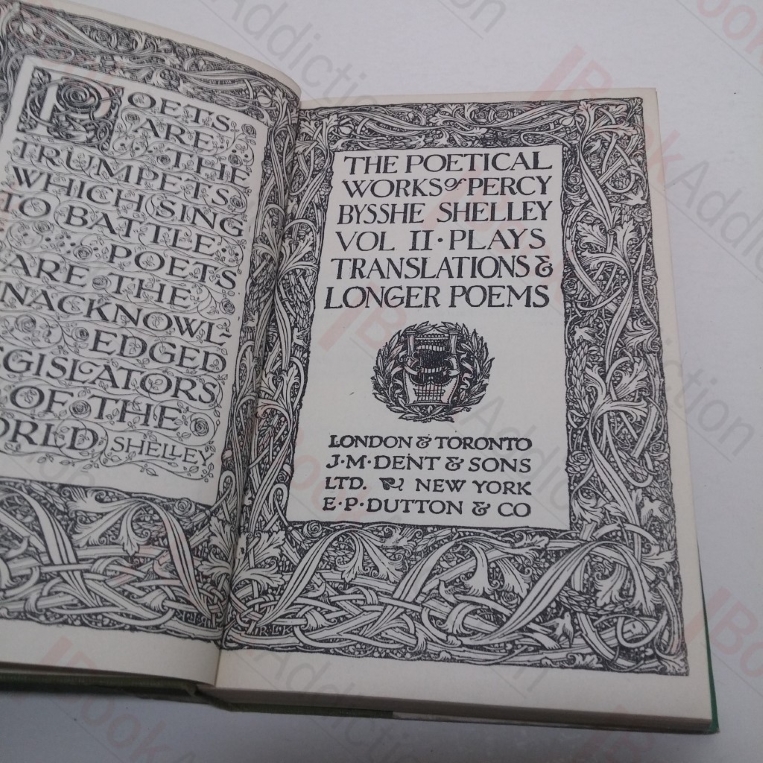 POETS
ARE
THE
TRUMPETS
WHICH SING
TO BATTLE
POETS
ARE THE
NACKNOWL-
EDGED
GISLATORS
OF THE
ORLD SHELLEY
THE POETICAL
WORKS of PERCY
BYSSHE SHELLEY
VOL II · PLAYS
TRANSLATIONS &
LONGER POEMS
LONDON & TORONTO
J·M·DENT & SONS
LTD. NEW YORK
E·P·DUTTON & CO
BookAddiction